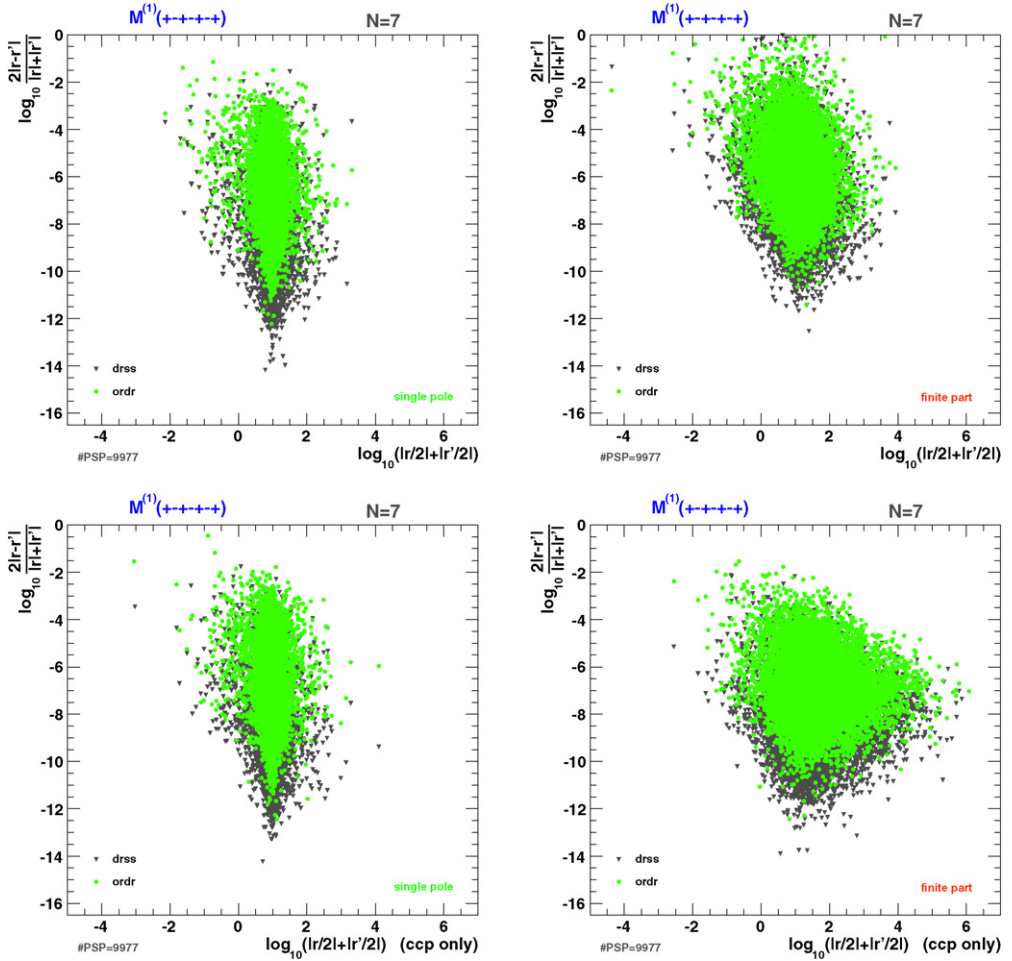 M(1)(+-+-+-+) N=7
log10 2|r-r'| / |r|+|r'|
0
-2
-4
-6
-8
-10
-12
-14
-16
drss
ordr
single pole
-4 -2 0 2 4 6
#PSP=9977 log10(|r/2|+|r'/2|)
M(1)(+-+-+-+) N=7
log10 2|r-r'| / |r|+|r'|
0
-2
-4
-6
-8
-10
-12
-14
-16
drss
ordr
finite part
-4 -2 0 2 4 6
#PSP=9977 log10(|r/2|+|r'/2|)
M(1)(+-+-+-+) N=7
log10 2|r-r'| / |r|+|r'|
0
-2
-4
-6
-8
-10
-12
-14
-16
drss
ordr
single pole
-4 -2 0 2 4 6
#PSP=9977 log10(|r/2|+|r'/2|) (ccp only)
M(1)(+-+-+-+) N=7
log10 2|r-r'| / |r|+|r'|
0
-2
-4
-6
-8
-10
-12
-14
-16
drss
ordr
finite part
-4 -2 0 2 4 6
#PSP=9977 log10(|r/2|+|r'/2|) (ccp only)